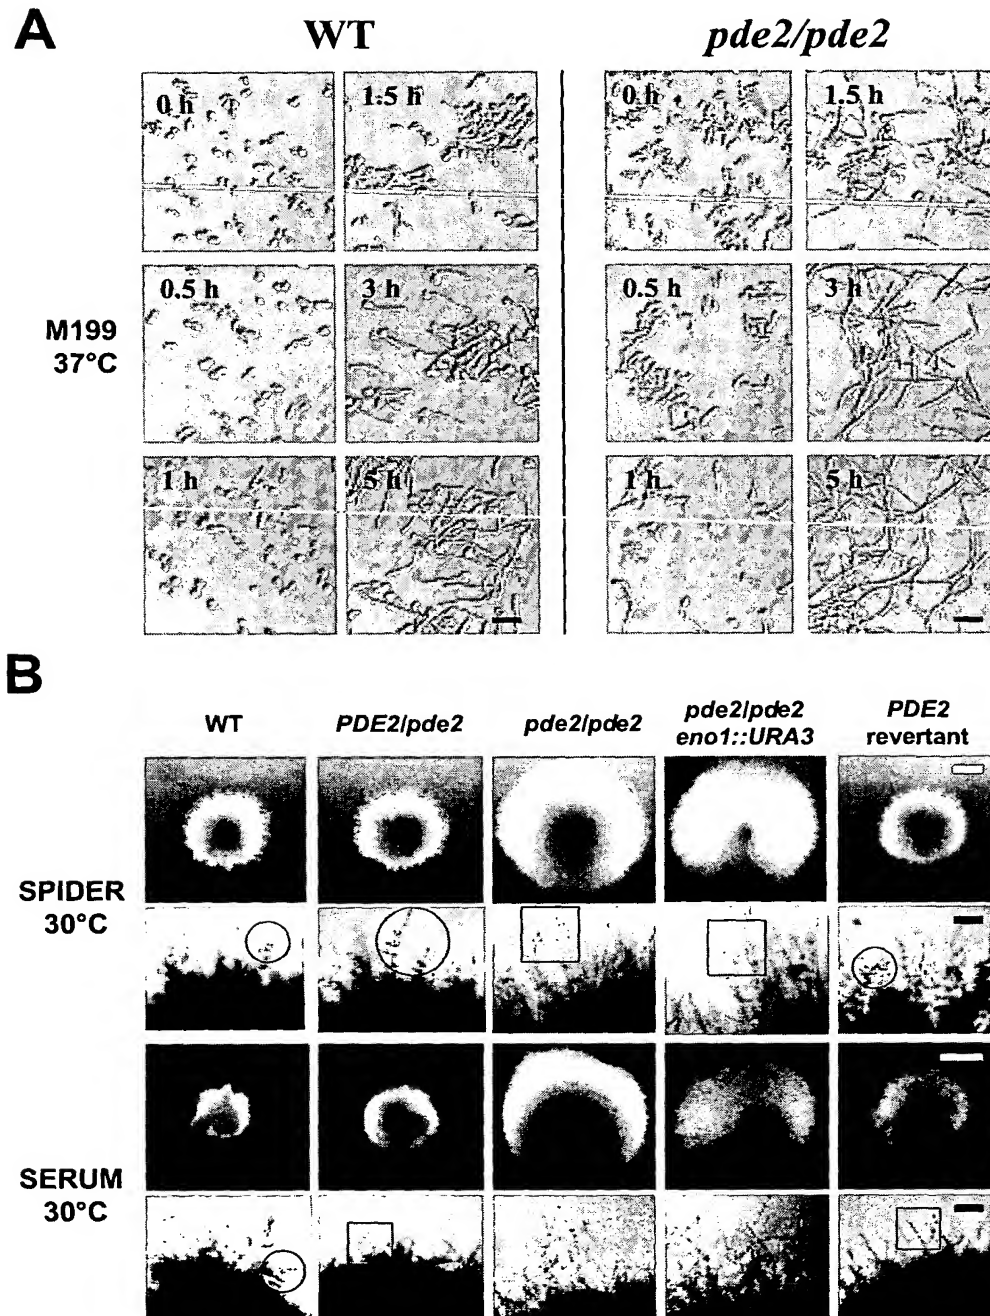 A
WT
pde2/pde2
0 h
1.5 h
0 h
1.5 h
M199
37°C
0.5 h
3 h
0.5 h
3 h
1 h
5 h
1 h
5 h
B
WT
PDE2/pde2
pde2/pde2
pde2/pde2
eno1::URA3
PDE2
revertant
SPIDER
30°C
SERUM
30°C